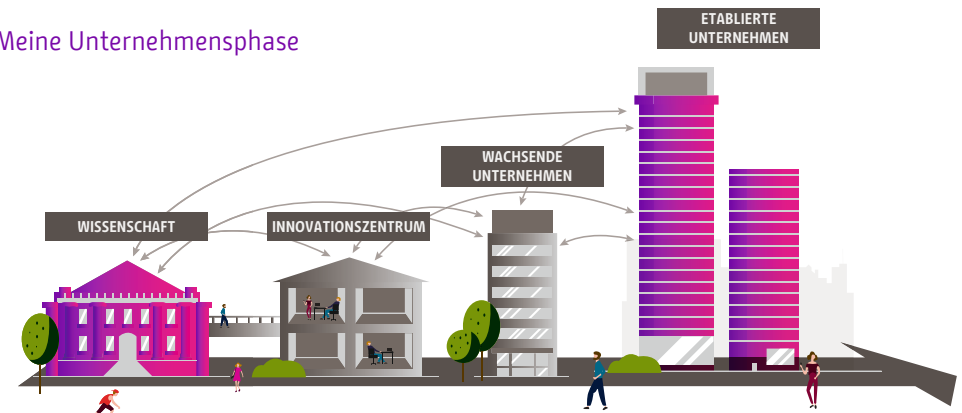 Meine Unternehmensphase
ETABLIERTE
UNTERNEHMEN
WACHSENDE
UNTERNEHMEN
WISSENSCHAFT
INNOVATIONSZENTRUM